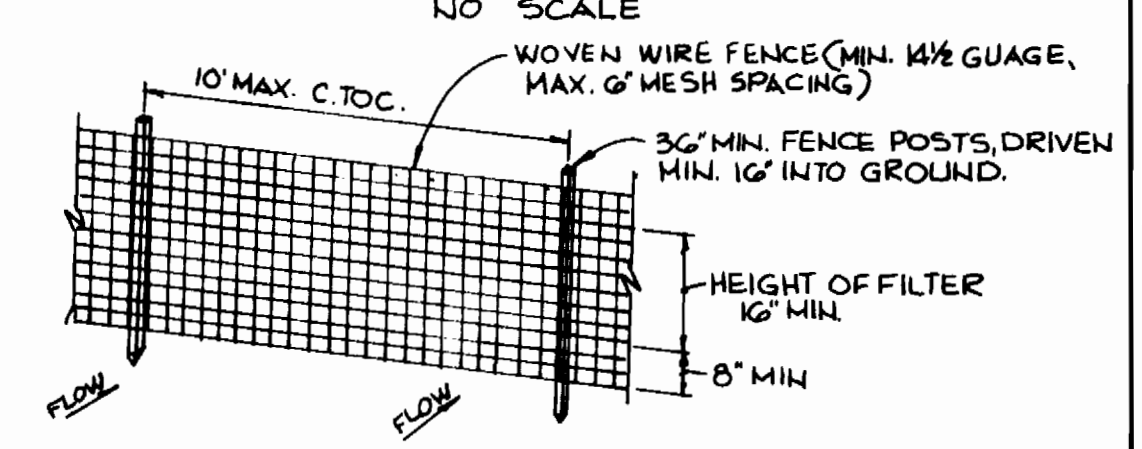 NO SCALE
WOVEN WIRE FENCE (MIN. 14½ GUAGE,
MAX. 6" MESH SPACING)
10' MAX. C. TO C.
36" MIN. FENCE POSTS, DRIVEN
MIN. 16" INTO GROUND.
HEIGHT OF FILTER
16" MIN.
8" MIN
FLOW
FLOW